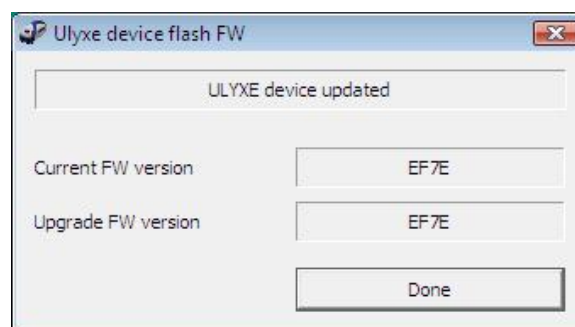 Ulyxe device flash FW
ULYXE device updated
Current FW version EF7E
Upgrade FW version EF7E
Done